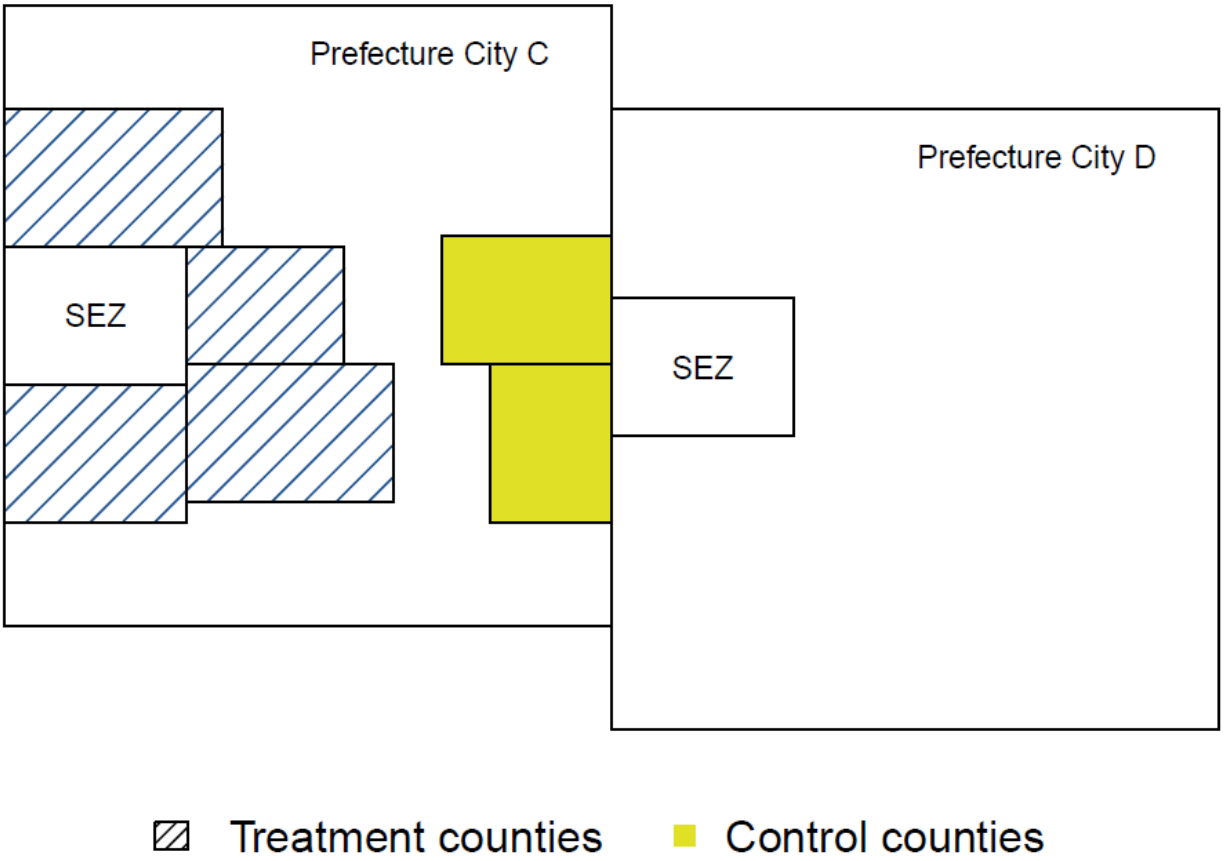 Prefecture City C
Prefecture City D
SEZ
SEZ
Treatment counties
Control counties